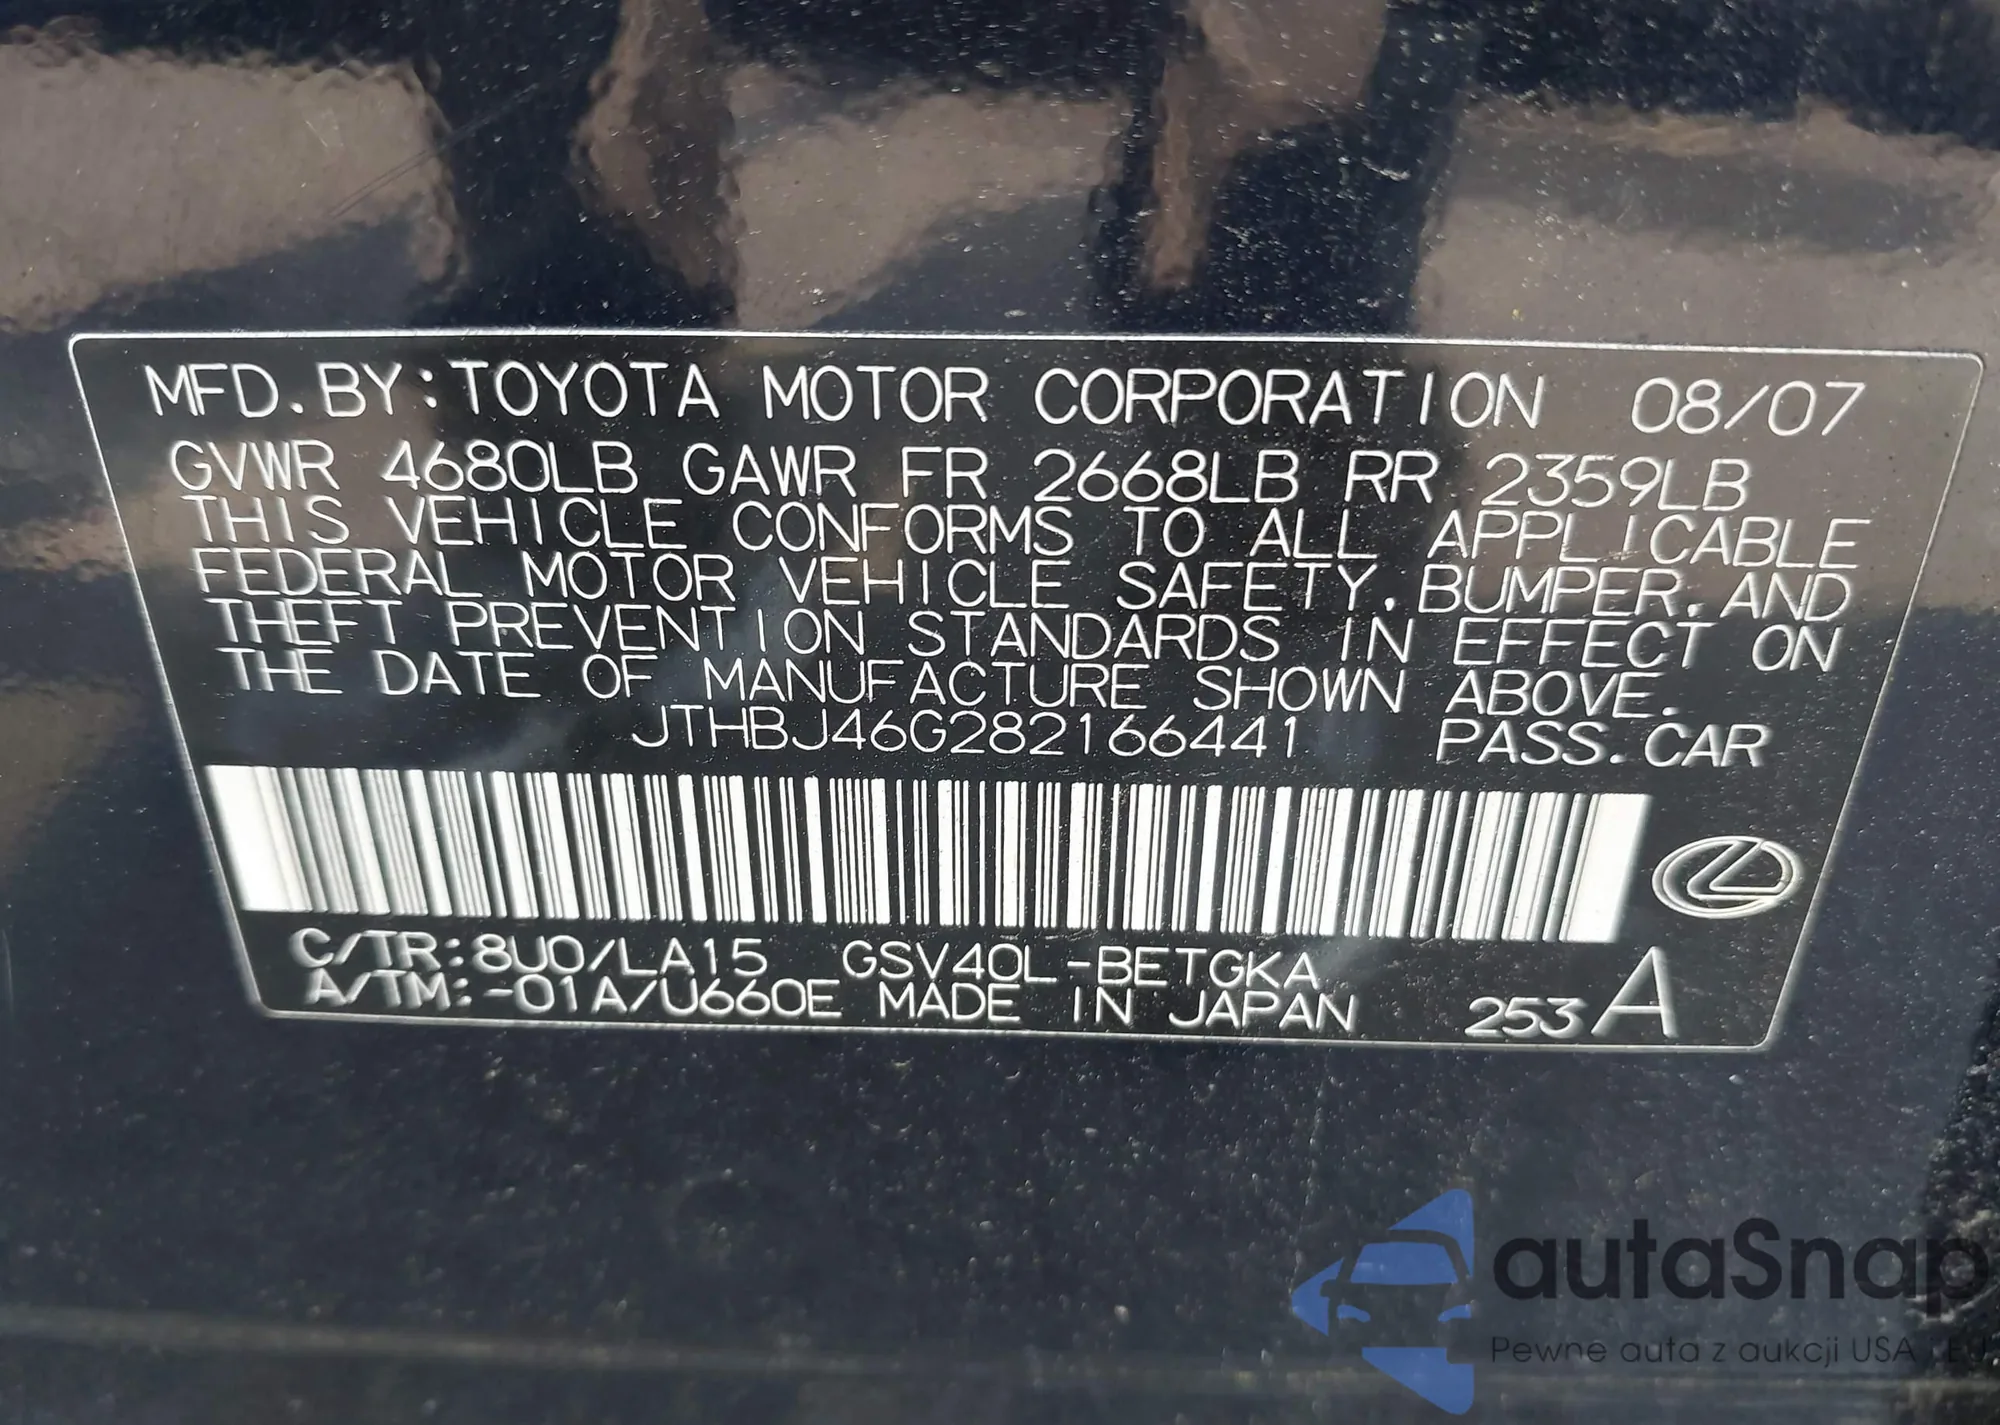 MFD.BY:TOYOTA MOTOR CORPORATION 08/07
GVWR 4680LB GAWR FR 2668LB RR 2359LB
THIS VEHICLE CONFORMS TO ALL APPLICABLE
FEDERAL MOTOR VEHICLE SAFETY,BUMPER,AND
THEFT PREVENTION STANDARDS IN EFFECT ON
THE DATE OF MANUFACTURE SHOWN ABOVE.
JTHBJ46G282166441 PASS.CAR
C/TR:8U0/LA15 GSV40L-BETGKA
A/TM:-01A/U660E MADE IN JAPAN 253 A
autaSnap
Pewne auta z aukcji USA i EU